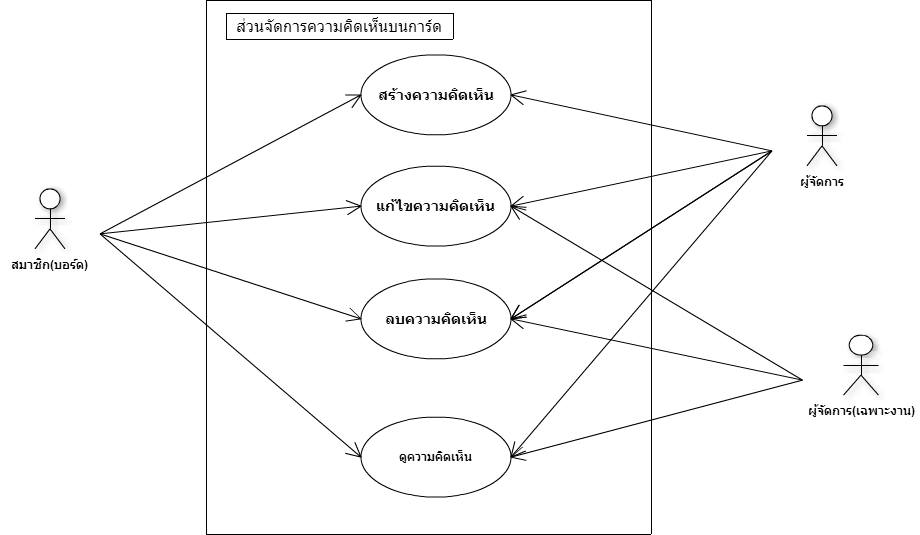 ส่วนจัดการความคิดเห็นบนการ์ด
สร้างความคิดเห็น
ผู้จัดการ
แก้ไขความคิดเห็น
สมาชิก(บอร์ด)
ลบความคิดเห็น
ผู้จัดการ(เฉพาะงาน)
ดูความคิดเห็น